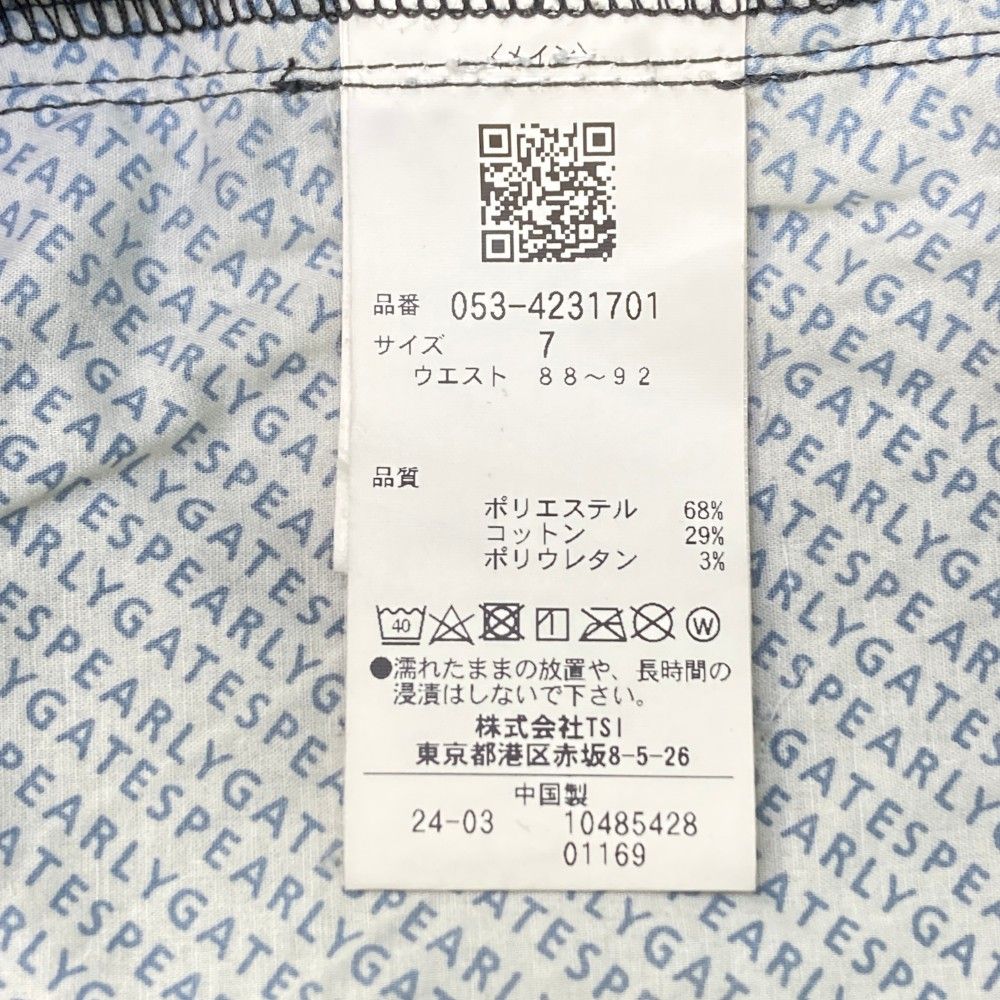 〈メイン〉
品番 053-4231701
サイズ 7
ウエスト 88～92
品質
ポリエステル 68%
コットン 29%
ポリウレタン 3%
40 W
●濡れたままの放置や、長時間の
浸漬はしないで下さい。
株式会社TSI
東京都港区赤坂8-5-26
中国製
24-03 10485428
01169
PEARLYGATES